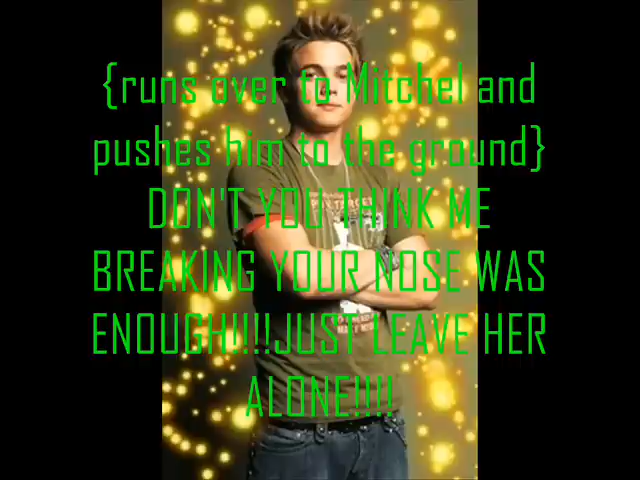 {runs over to Mitchel and
pushes him to the ground}
DON'T YOU THINK ME
BREAKING YOUR NOSE WAS
ENOUGH!!!!JUST LEAVE HER
ALONE!!!!